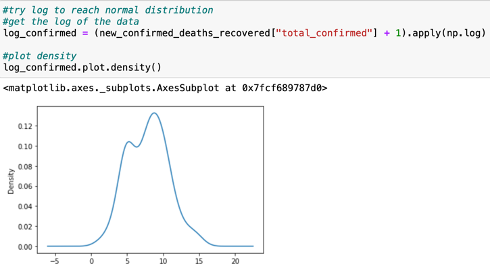 #try log to reach normal distribution
#get the log of the data
log_confirmed = (new_confirmed_deaths_recovered["total_confirmed"] + 1).apply(np.log)
#plot density
log_confirmed.plot.density()
<matplotlib.axes._subplots.AxesSubplot at 0x7fcf689787d0>
0.12
0.10
0.08
0.06
0.04
0.02
0.00
Density
−5 0 5 10 15 20